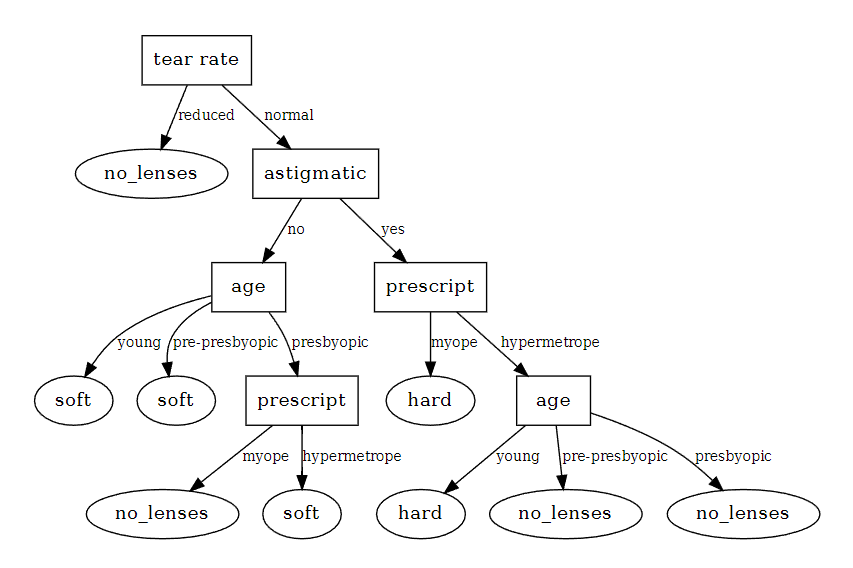 tear rate
reduced
normal
no_lenses
astigmatic
no
yes
age
prescript
young
pre-presbyopic
presbyopic
myope
hypermetrope
soft
soft
prescript
hard
age
myope
hypermetrope
young
pre-presbyopic
presbyopic
no_lenses
soft
hard
no_lenses
no_lenses